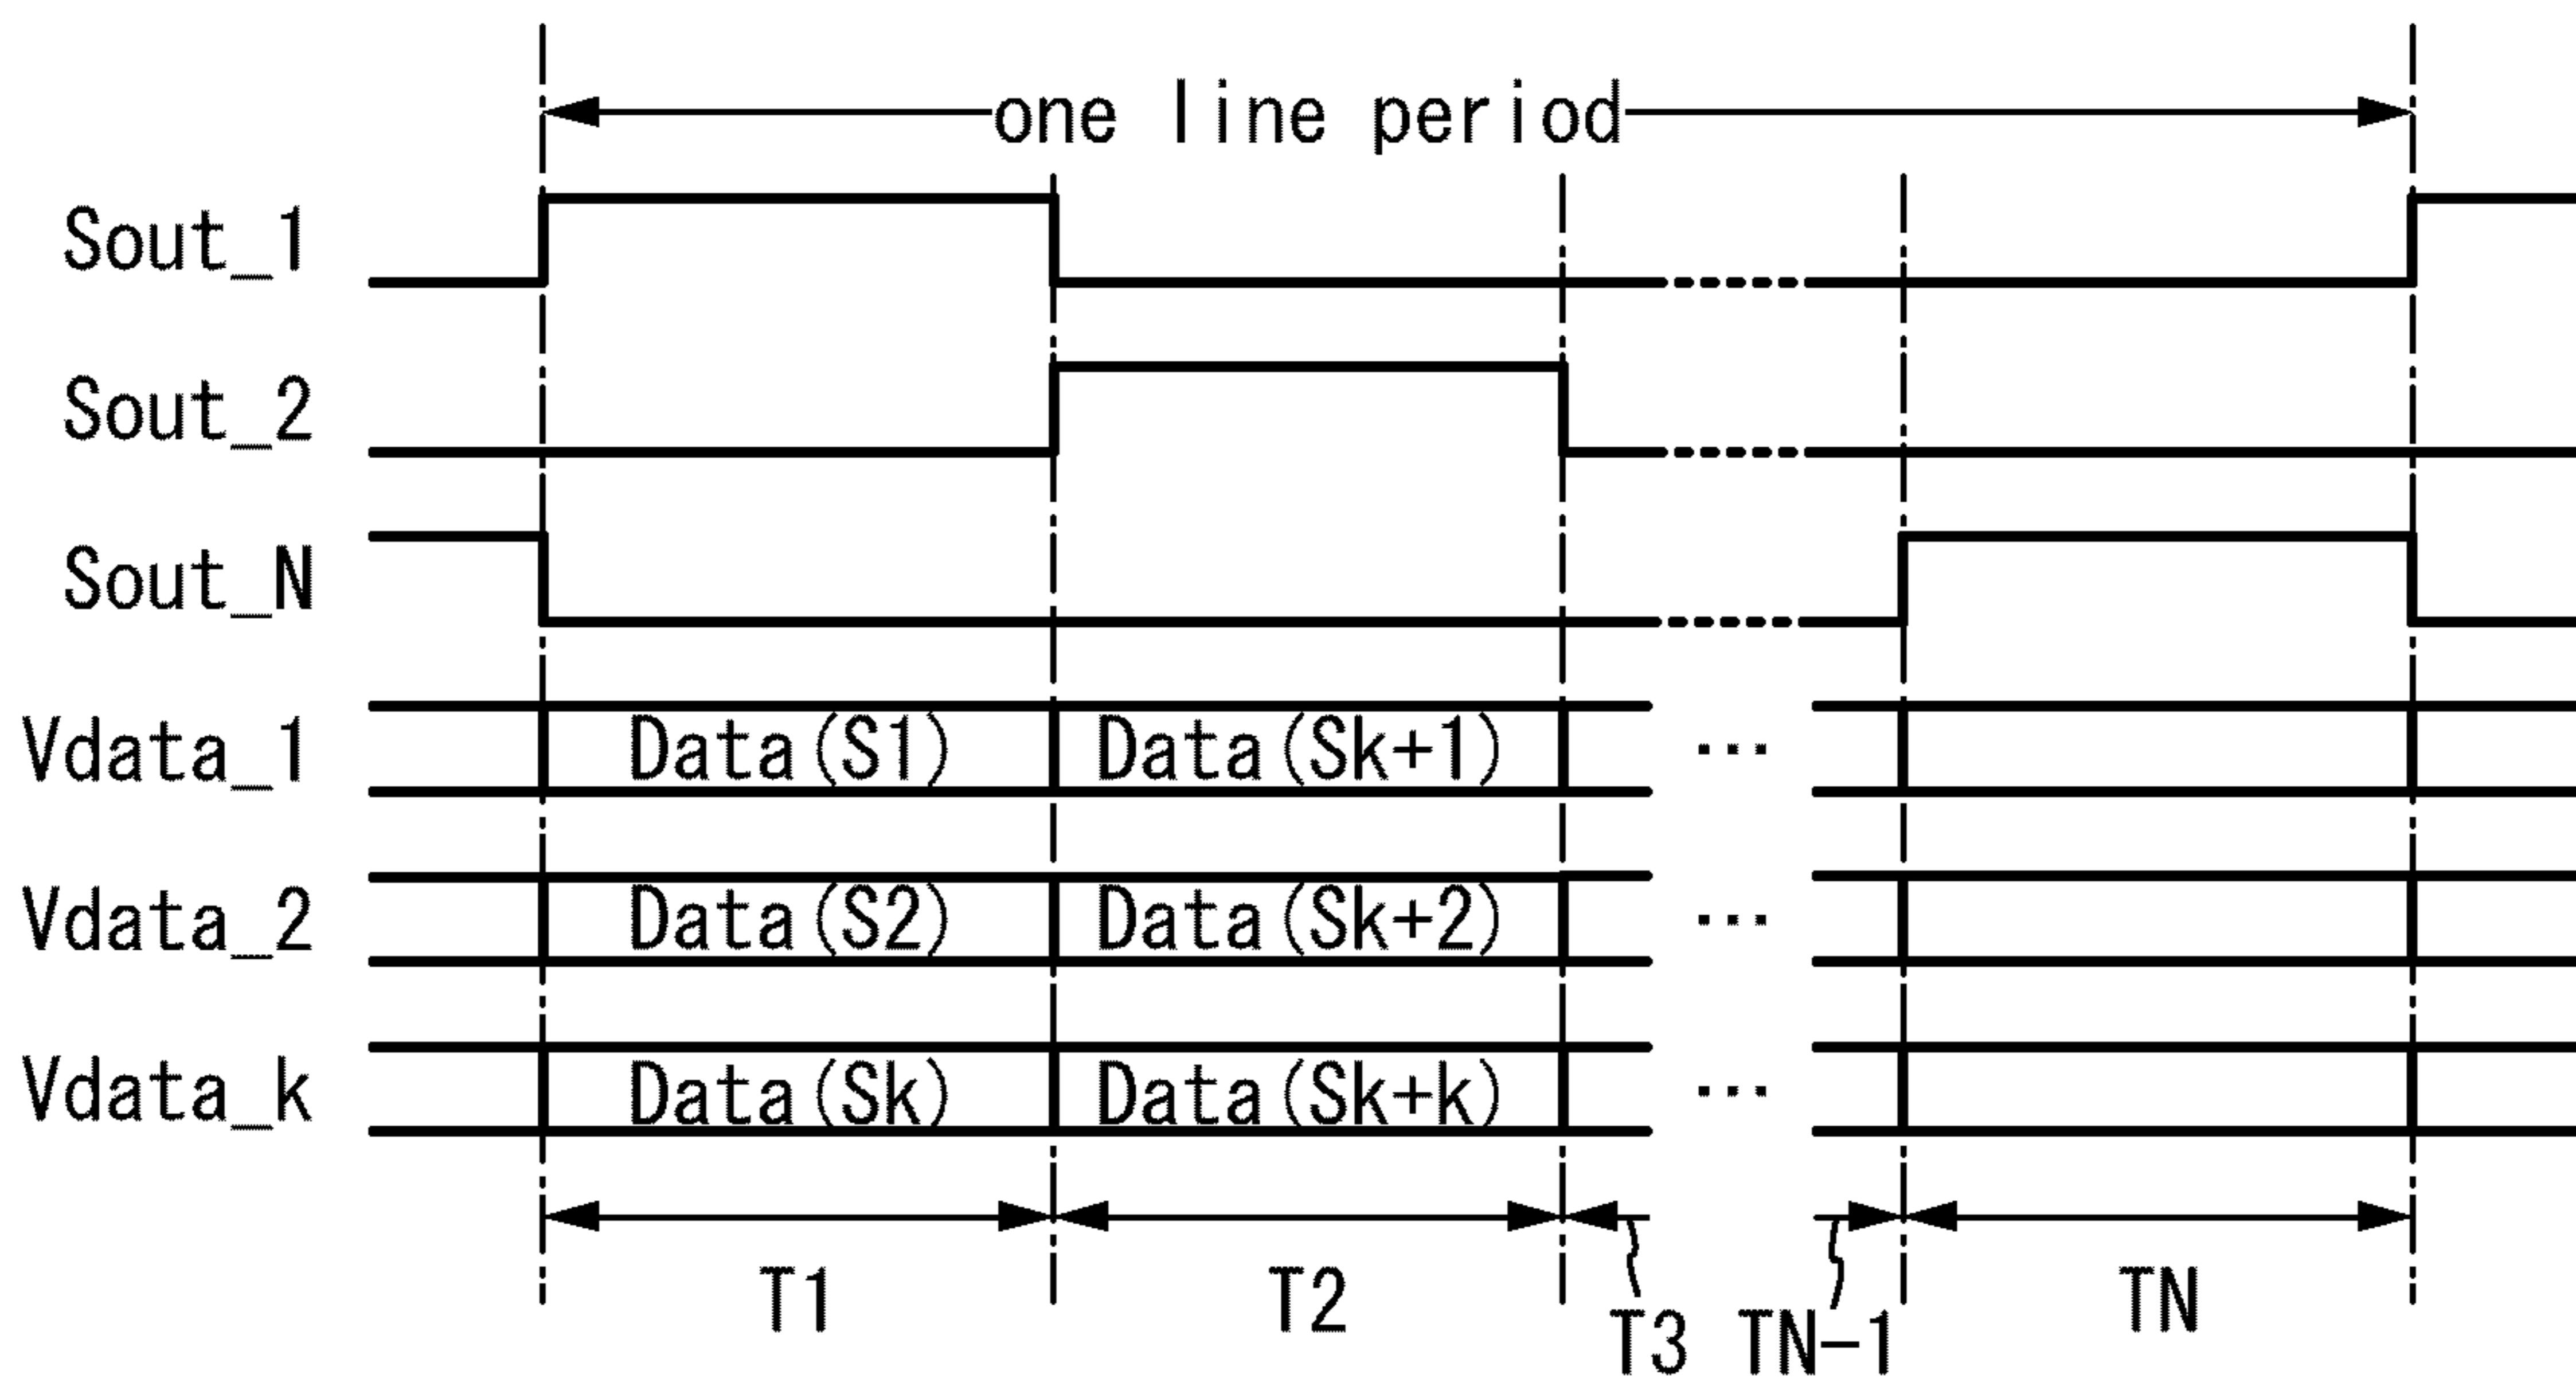 one line period
Sout_1
Sout_2
Sout_N
Vdata_1 Data(S1) Data(Sk+1) ...
Vdata_2 Data(S2) Data(Sk+2) ...
Vdata_k Data(Sk) Data(Sk+k) ...
T1 T2 T3 TN-1 TN